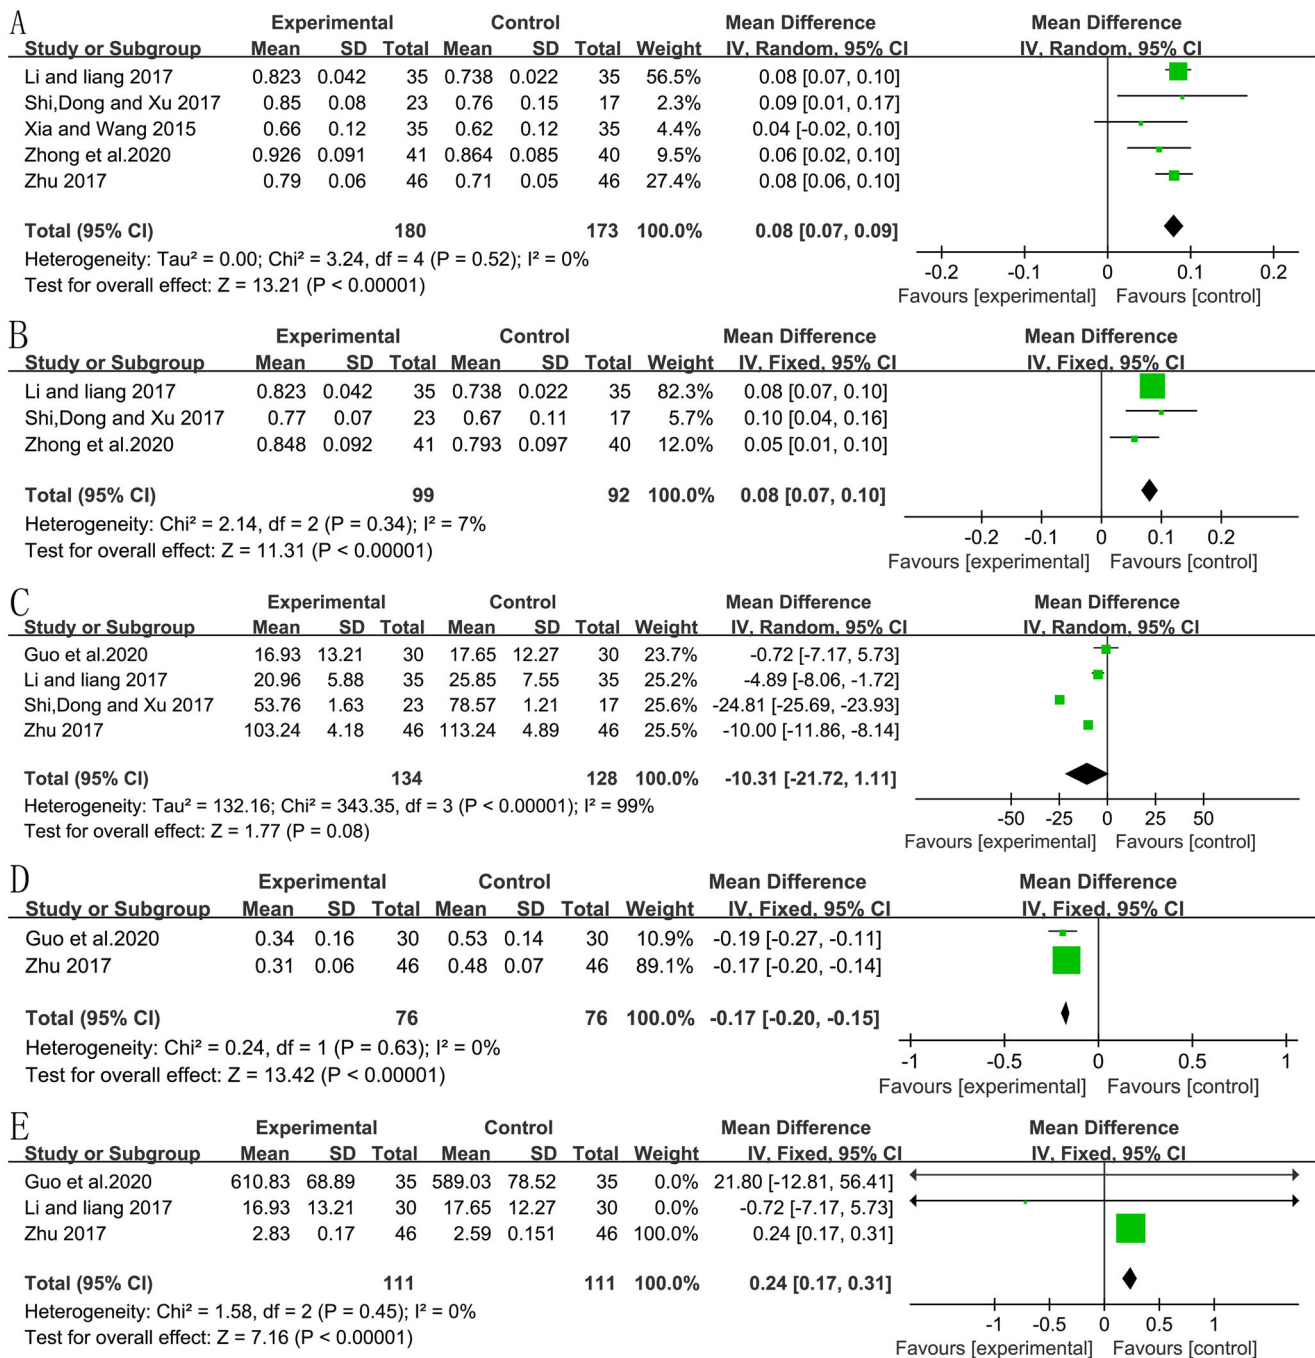 A
Experimental Control Mean Difference Mean Difference
Study or Subgroup Mean SD Total Mean SD Total Weight IV, Random, 95% CI IV, Random, 95% CI
Li and liang 2017 0.823 0.042 35 0.738 0.022 35 56.5% 0.08 [0.07, 0.10]
Shi,Dong and Xu 2017 0.85 0.08 23 0.76 0.15 17 2.3% 0.09 [0.01, 0.17]
Xia and Wang 2015 0.66 0.12 35 0.62 0.12 35 4.4% 0.04 [-0.02, 0.10]
Zhong et al.2020 0.926 0.091 41 0.864 0.085 40 9.5% 0.06 [0.02, 0.10]
Zhu 2017 0.79 0.06 46 0.71 0.05 46 27.4% 0.08 [0.06, 0.10]
Total (95% CI) 180 173 100.0% 0.08 [0.07, 0.09]
Heterogeneity: Tau² = 0.00; Chi² = 3.24, df = 4 (P = 0.52); I² = 0%
Test for overall effect: Z = 13.21 (P < 0.00001)
-0.2 -0.1 0 0.1 0.2
Favours [experimental] Favours [control]
B
Experimental Control Mean Difference Mean Difference
Study or Subgroup Mean SD Total Mean SD Total Weight IV, Fixed, 95% CI IV, Fixed, 95% CI
Li and liang 2017 0.823 0.042 35 0.738 0.022 35 82.3% 0.08 [0.07, 0.10]
Shi,Dong and Xu 2017 0.77 0.07 23 0.67 0.11 17 5.7% 0.10 [0.04, 0.16]
Zhong et al.2020 0.848 0.092 41 0.793 0.097 40 12.0% 0.05 [0.01, 0.10]
Total (95% CI) 99 92 100.0% 0.08 [0.07, 0.10]
Heterogeneity: Chi² = 2.14, df = 2 (P = 0.34); I² = 7%
Test for overall effect: Z = 11.31 (P < 0.00001)
-0.2 -0.1 0 0.1 0.2
Favours [experimental] Favours [control]
C
Experimental Control Mean Difference Mean Difference
Study or Subgroup Mean SD Total Mean SD Total Weight IV, Random, 95% CI IV, Random, 95% CI
Guo et al.2020 16.93 13.21 30 17.65 12.27 30 23.7% -0.72 [-7.17, 5.73]
Li and liang 2017 20.96 5.88 35 25.85 7.55 35 25.2% -4.89 [-8.06, -1.72]
Shi,Dong and Xu 2017 53.76 1.63 23 78.57 1.21 17 25.6% -24.81 [-25.69, -23.93]
Zhu 2017 103.24 4.18 46 113.24 4.89 46 25.5% -10.00 [-11.86, -8.14]
Total (95% CI) 134 128 100.0% -10.31 [-21.72, 1.11]
Heterogeneity: Tau² = 132.16; Chi² = 343.35, df = 3 (P < 0.00001); I² = 99%
Test for overall effect: Z = 1.77 (P = 0.08)
-50 -25 0 25 50
Favours [experimental] Favours [control]
D
Experimental Control Mean Difference Mean Difference
Study or Subgroup Mean SD Total Mean SD Total Weight IV, Fixed, 95% CI IV, Fixed, 95% CI
Guo et al.2020 0.34 0.16 30 0.53 0.14 30 10.9% -0.19 [-0.27, -0.11]
Zhu 2017 0.31 0.06 46 0.48 0.07 46 89.1% -0.17 [-0.20, -0.14]
Total (95% CI) 76 76 100.0% -0.17 [-0.20, -0.15]
Heterogeneity: Chi² = 0.24, df = 1 (P = 0.63); I² = 0%
Test for overall effect: Z = 13.42 (P < 0.00001)
-1 -0.5 0 0.5 1
Favours [experimental] Favours [control]
E
Experimental Control Mean Difference Mean Difference
Study or Subgroup Mean SD Total Mean SD Total Weight IV, Fixed, 95% CI IV, Fixed, 95% CI
Guo et al.2020 610.83 68.89 35 589.03 78.52 35 0.0% 21.80 [-12.81, 56.41]
Li and liang 2017 16.93 13.21 30 17.65 12.27 30 0.0% -0.72 [-7.17, 5.73]
Zhu 2017 2.83 0.17 46 2.59 0.151 46 100.0% 0.24 [0.17, 0.31]
Total (95% CI) 111 111 100.0% 0.24 [0.17, 0.31]
Heterogeneity: Chi² = 1.58, df = 2 (P = 0.45); I² = 0%
Test for overall effect: Z = 7.16 (P < 0.00001)
-1 -0.5 0 0.5 1
Favours [experimental] Favours [control]